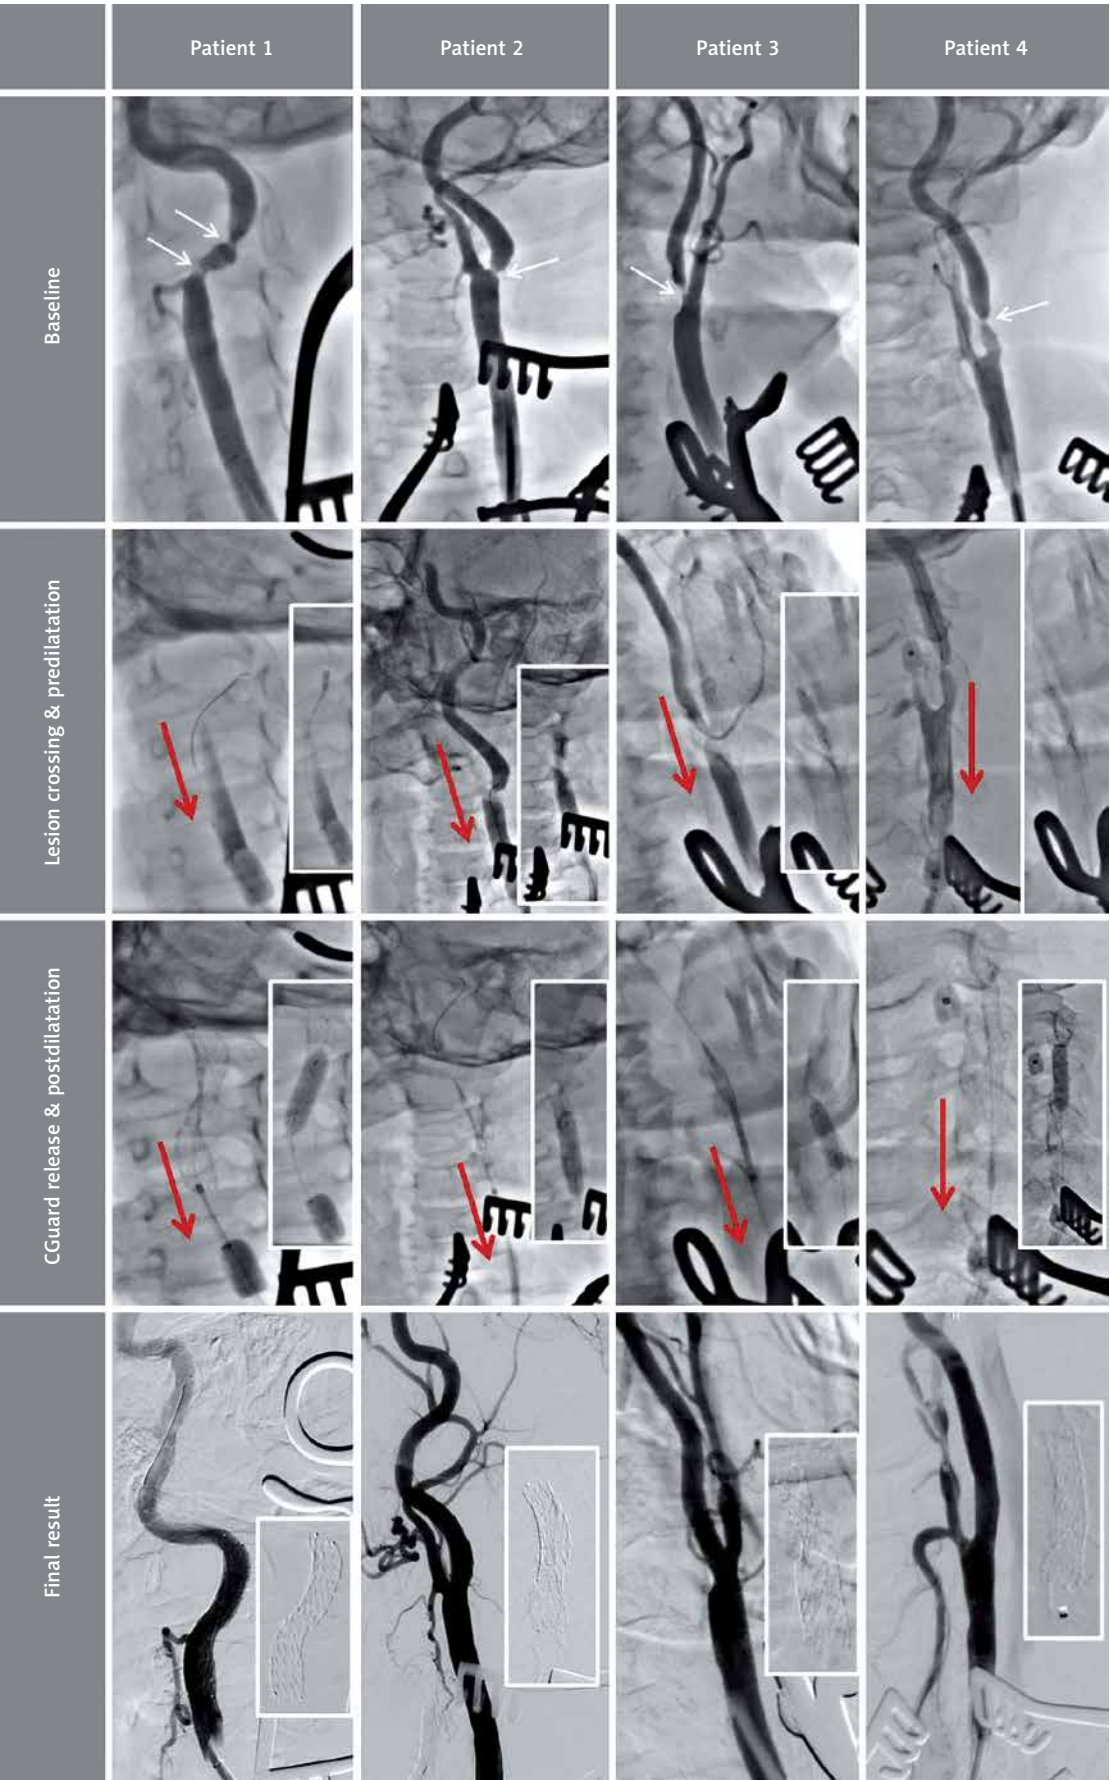 Patient 1
Patient 2
Patient 3
Patient 4
Baseline
Lesion crossing & predilatation
CGuard release & postdilatation
Final result